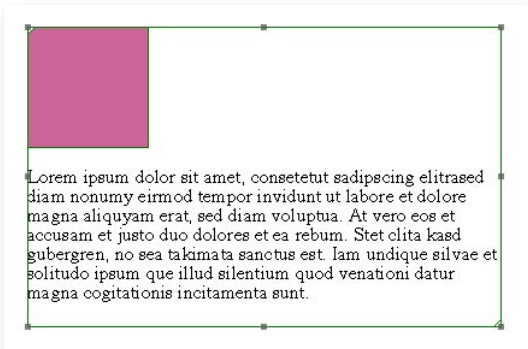 Lorem ipsum dolor sit amet, consetetut sadipscing elitrased
diam nonumy eirmod tempor invidunt ut labore et dolore
magna aliquyam erat, sed diam voluptua. At vero eos et
accusam et justo duo dolores et ea rebum. Stet clita kasd
gubergren, no sea takimata sanctus est. Iam undique silvae et
solitudo ipsum que illud silentium quod venationi datur
magna cogitationis incitamenta sunt.